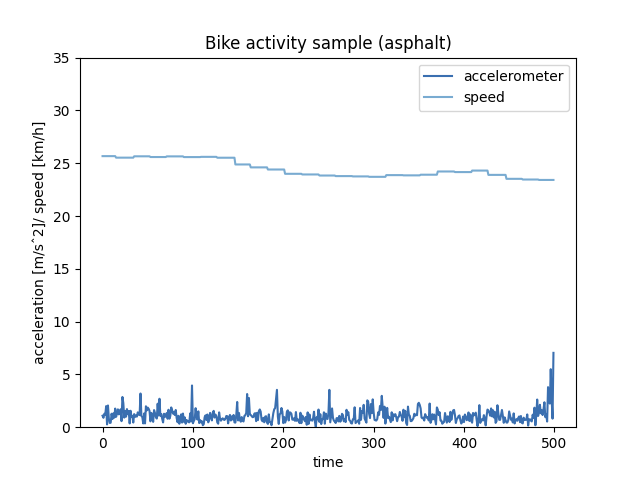 Bike activity sample (asphalt)
accelerometer
speed
35
30
25
20
15
10
5
0
acceleration [m/sˆ2]/ speed [km/h]
0 100 200 300 400 500
time